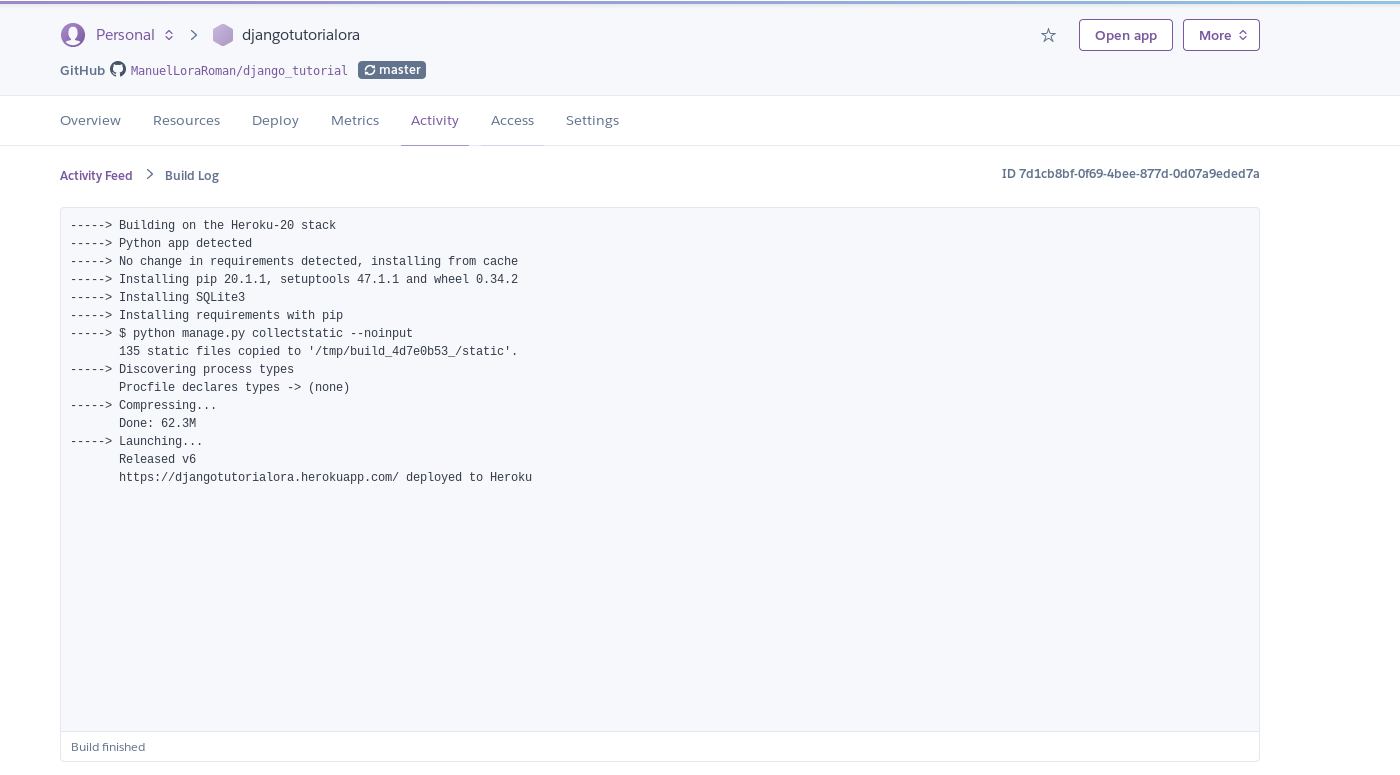 Personal djangotutorialora Open app More
GitHub ManuelLoraRoman/django_tutorial master
Overview Resources Deploy Metrics Activity Access Settings
Activity Feed Build Log ID 7d1cb8bf-0f69-4bee-877d-0d07a9eded7a
-----> Building on the Heroku-20 stack
-----> Python app detected
-----> No change in requirements detected, installing from cache
-----> Installing pip 20.1.1, setuptools 47.1.1 and wheel 0.34.2
-----> Installing SQLite3
-----> Installing requirements with pip
-----> $ python manage.py collectstatic --noinput
135 static files copied to '/tmp/build_4d7e0b53_/static'.
-----> Discovering process types
Procfile declares types -> (none)
-----> Compressing...
Done: 62.3M
-----> Launching...
Released v6
https://djangotutorialora.herokuapp.com/ deployed to Heroku
Build finished